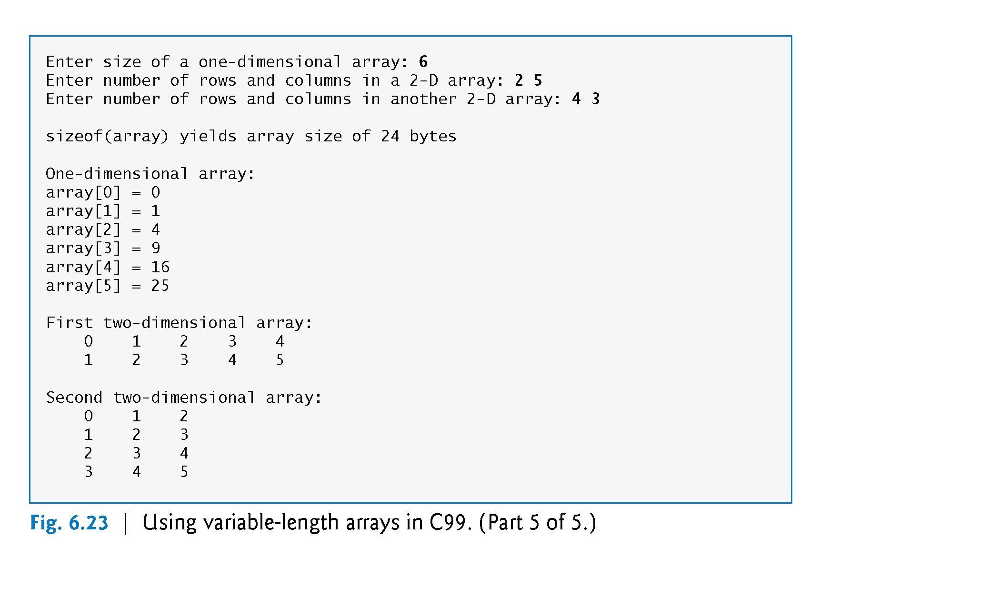 Enter size of a one-dimensional array: 6
Enter number of rows and columns in a 2-D array: 2 5
Enter number of rows and columns in another 2-D array: 4 3
sizeof(array) yields array size of 24 bytes
One-dimensional array:
array[0] = 0
array[1] = 1
array[2] = 4
array[3] = 9
array[4] = 16
array[5] = 25
First two-dimensional array:
    0    1    2    3    4
    1    2    3    4    5
Second two-dimensional array:
    0    1    2
    1    2    3
    2    3    4
    3    4    5
Fig. 6.23 | Using variable-length arrays in C99. (Part 5 of 5.)